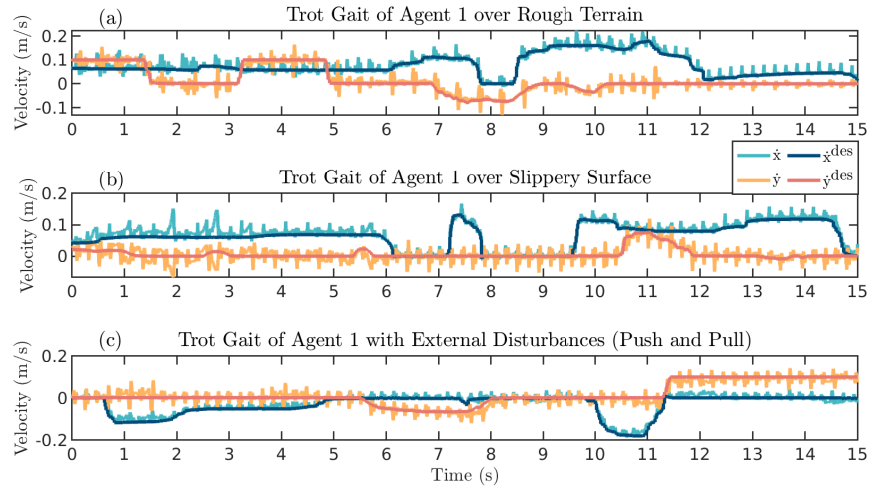 (a) Trot Gait of Agent 1 over Rough Terrain
Velocity (m/s)
0.2
0.1
0
-0.1
0 1 2 3 4 5 6 7 8 9 10 11 12 13 14 15
ẋ ẋdes
ẏ ẏdes
(b) Trot Gait of Agent 1 over Slippery Surface
Velocity (m/s)
0.2
0.1
0
0 1 2 3 4 5 6 7 8 9 10 11 12 13 14 15
(c) Trot Gait of Agent 1 with External Disturbances (Push and Pull)
Velocity (m/s)
0.2
0
-0.2
0 1 2 3 4 5 6 7 8 9 10 11 12 13 14 15
Time (s)